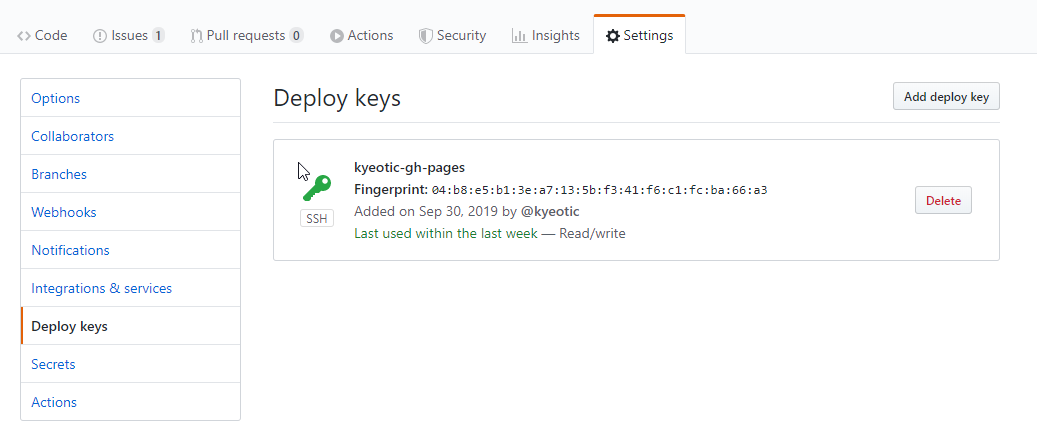 Code Issues 1 Pull requests 0 Actions Security Insights Settings
Options
Collaborators
Branches
Webhooks
Notifications
Integrations & services
Deploy keys
Secrets
Actions
Deploy keys Add deploy key
kyeotic-gh-pages
Fingerprint: 04:b8:e5:b1:3e:a7:13:5b:f3:41:f6:c1:fc:ba:66:a3
Added on Sep 30, 2019 by @kyeotic
Last used within the last week — Read/write
SSH
Delete